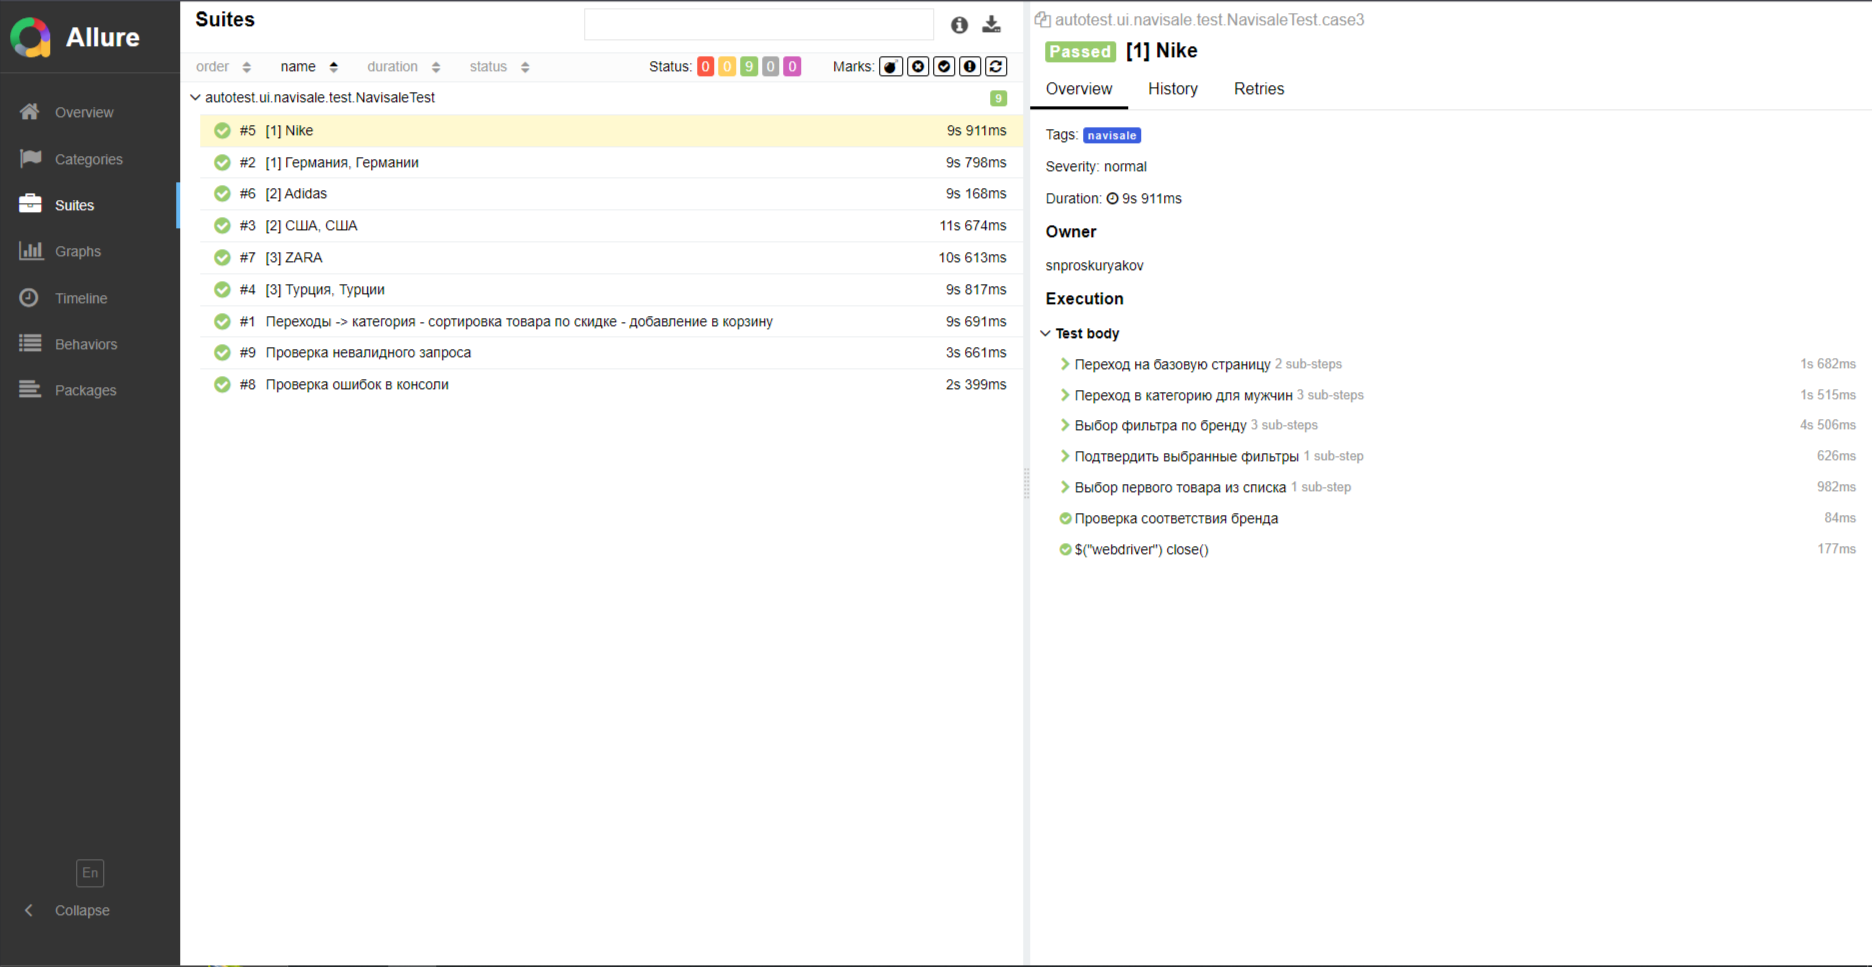 Allure
Overview
Categories
Suites
Graphs
Timeline
Behaviors
Packages
En
Collapse
Suites
order name duration status Status: 0 0 9 0 0 Marks:
autotest.ui.navisale.test.NavisaleTest 9
#5 [1] Nike 9s 911ms
#2 [1] Германия, Германии 9s 798ms
#6 [2] Adidas 9s 168ms
#3 [2] США, США 11s 674ms
#7 [3] ZARA 10s 613ms
#4 [3] Турция, Турции 9s 817ms
#1 Переходы -> категория - сортировка товара по скидке - добавление в корзину 9s 691ms
#9 Проверка невалидного запроса 3s 661ms
#8 Проверка ошибок в консоли 2s 399ms
autotest.ui.navisale.test.NavisaleTest.case3
Passed [1] Nike
Overview History Retries
Tags: navisale
Severity: normal
Duration: 9s 911ms
Owner
snproskuryakov
Execution
Test body
Переход на базовую страницу 2 sub-steps 1s 682ms
Переход в категорию для мужчин 3 sub-steps 1s 515ms
Выбор фильтра по бренду 3 sub-steps 4s 506ms
Подтвердить выбранные фильтры 1 sub-step 626ms
Выбор первого товара из списка 1 sub-step 982ms
Проверка соответствия бренда 84ms
$("webdriver") close() 177ms